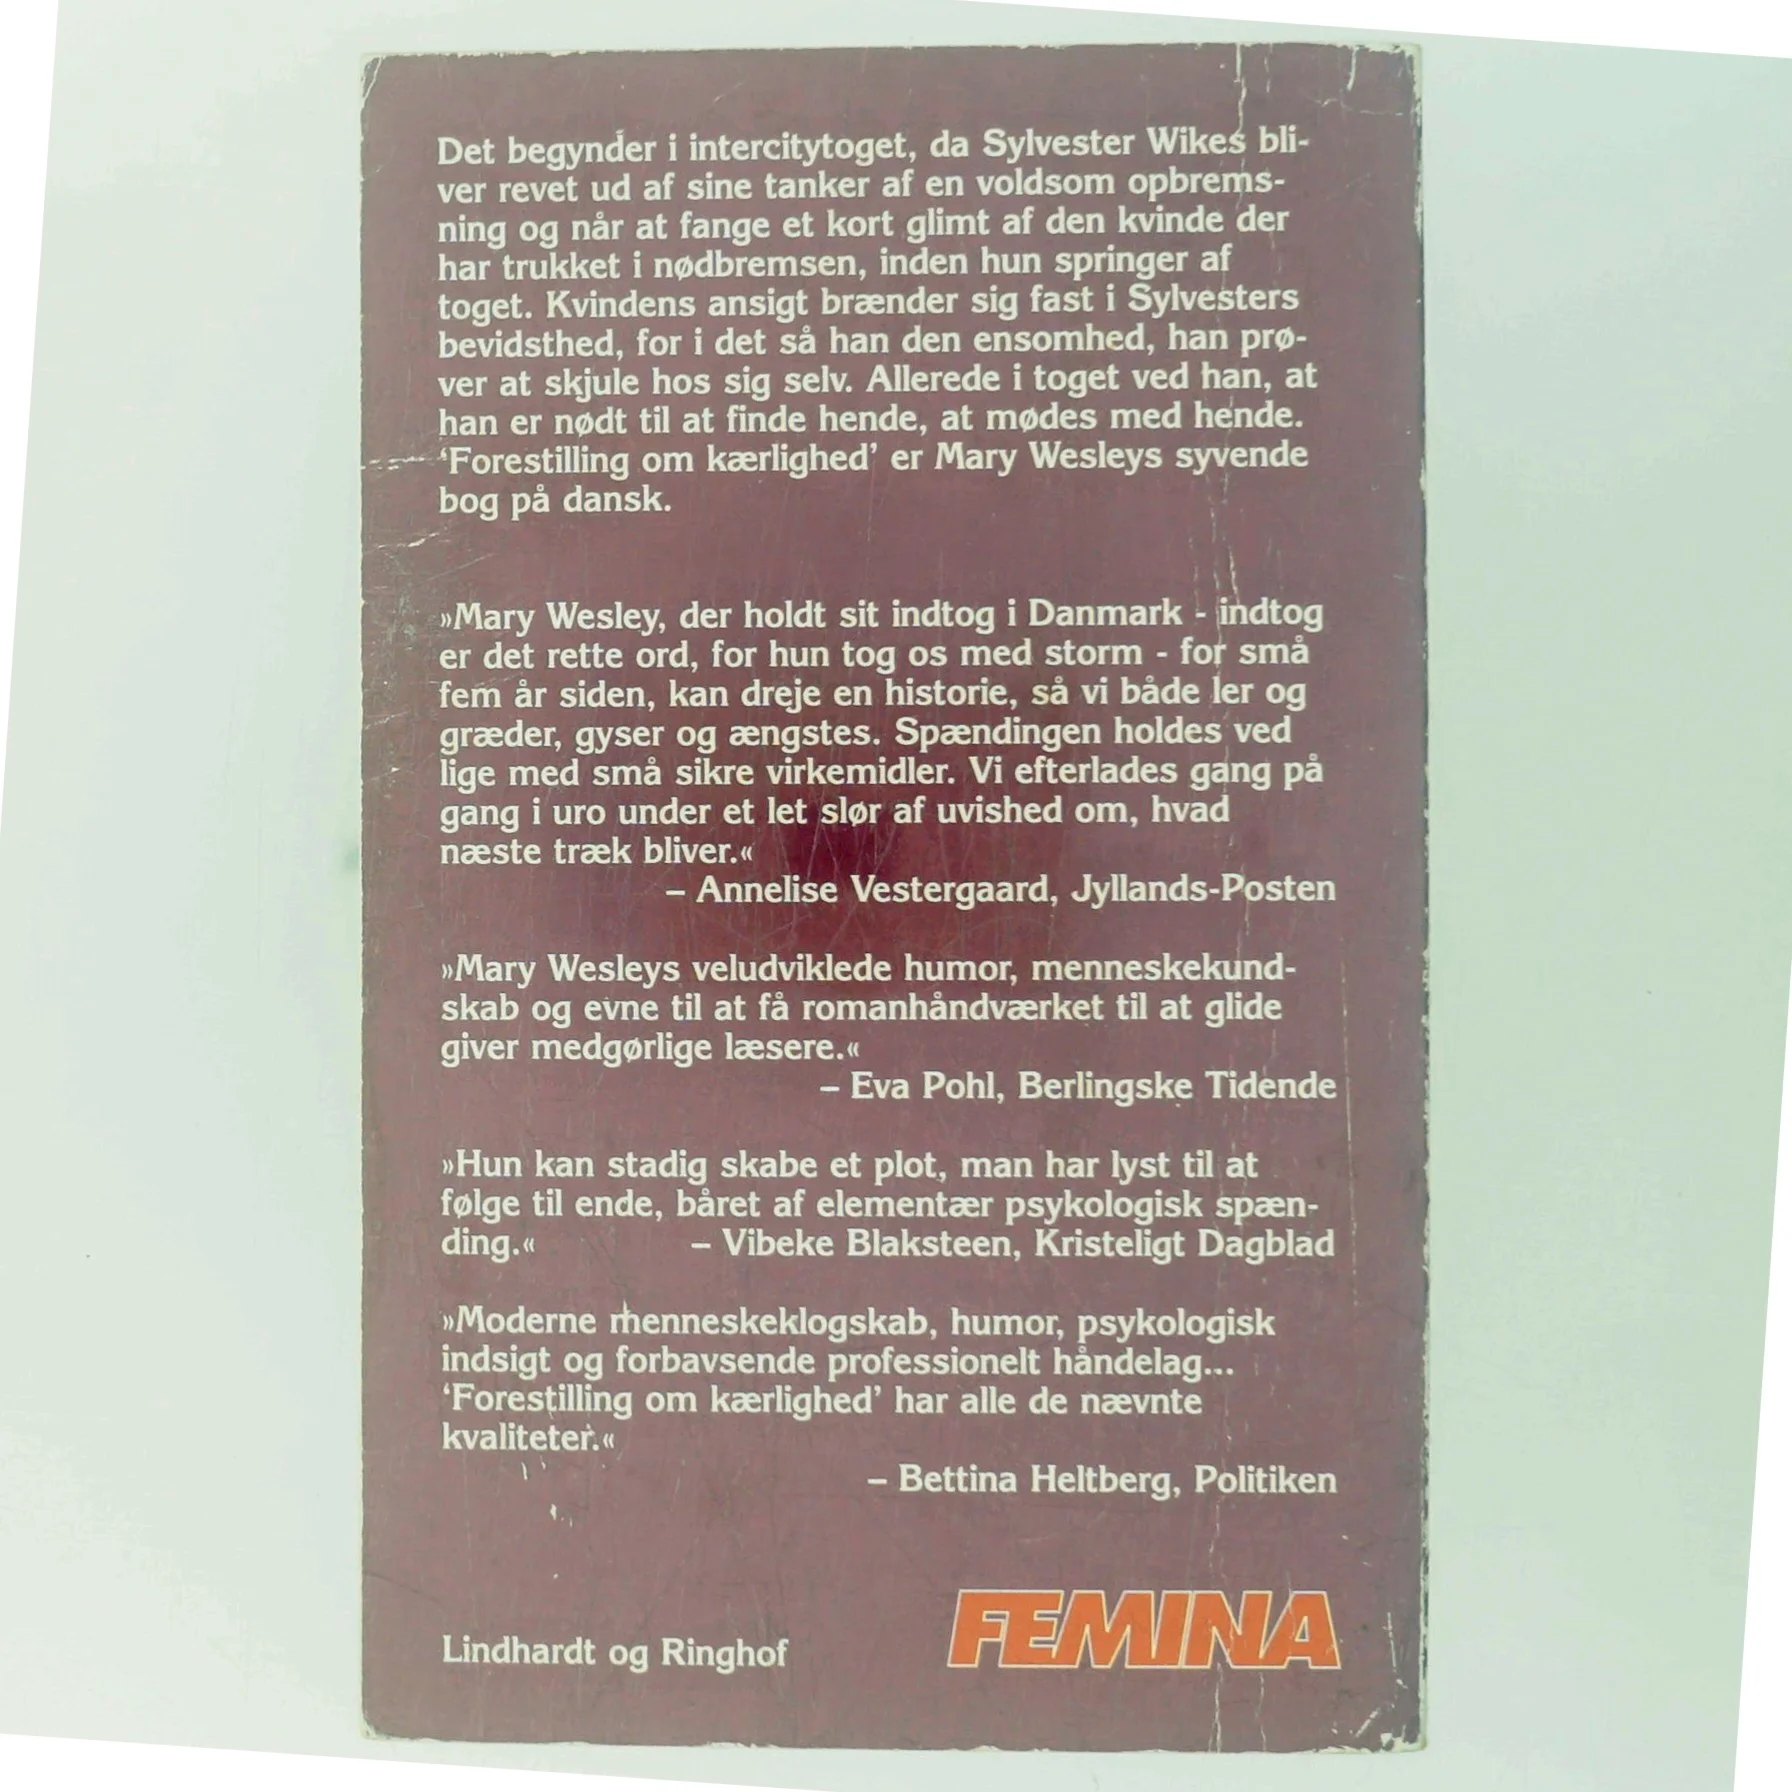 Det begynder i intercitytoget, da Sylvester Wikes bli-
ver revet ud af sine tanker af en voldsom opbrems-
ning og når at fange et kort glimt af den kvinde der
har trukket i nødbremsen, inden hun springer af
toget. Kvindens ansigt brænder sig fast i Sylvesters
bevidsthed, for i det så han den ensomhed, han prø-
ver at skjule hos sig selv. Allerede i toget ved han, at
han er nødt til at finde hende, at mødes med hende.
‘Forestilling om kærlighed’ er Mary Wesleys syvende
bog på dansk.
»Mary Wesley, der holdt sit indtog i Danmark - indtog
er det rette ord, for hun tog os med storm - for små
fem år siden, kan dreje en historie, så vi både ler og
græder, gyser og ængstes. Spændingen holdes ved
lige med små sikre virkemidler. Vi efterlades gang på
gang i uro under et let slør af uvished om, hvad
næste træk bliver.«
– Annelise Vestergaard, Jyllands-Posten
»Mary Wesleys veludviklede humor, menneskekund-
skab og evne til at få romanhåndværket til at glide
giver medgørlige læsere.«
– Eva Pohl, Berlingske Tidende
»Hun kan stadig skabe et plot, man har lyst til at
følge til ende, båret af elementær psykologisk spæn-
ding.« – Vibeke Blaksteen, Kristeligt Dagblad
»Moderne menneskeklogskab, humor, psykologisk
indsigt og forbavsende professionelt håndelag...
‘Forestilling om kærlighed’ har alle de nævnte
kvaliteter.«
– Bettina Heltberg, Politiken
Lindhardt og Ringhof
FEMINA